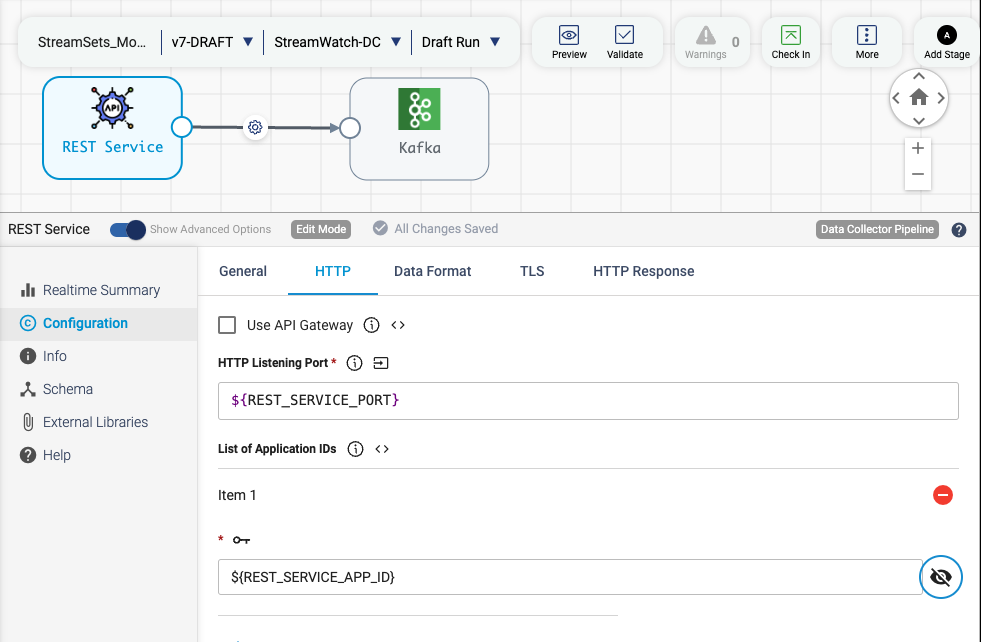 StreamSets_Mo... v7-DRAFT StreamWatch-DC Draft Run
Preview Validate Warnings 0 Check In More A Add Stage
API
REST Service
Kafka
REST Service Show Advanced Options Edit Mode All Changes Saved Data Collector Pipeline ?
General HTTP Data Format TLS HTTP Response
Realtime Summary
C Configuration
i Info
Schema
External Libraries
? Help
Use API Gateway i <>
HTTP Listening Port * i
${REST_SERVICE_PORT}
List of Application IDs i <>
Item 1
*
${REST_SERVICE_APP_ID}